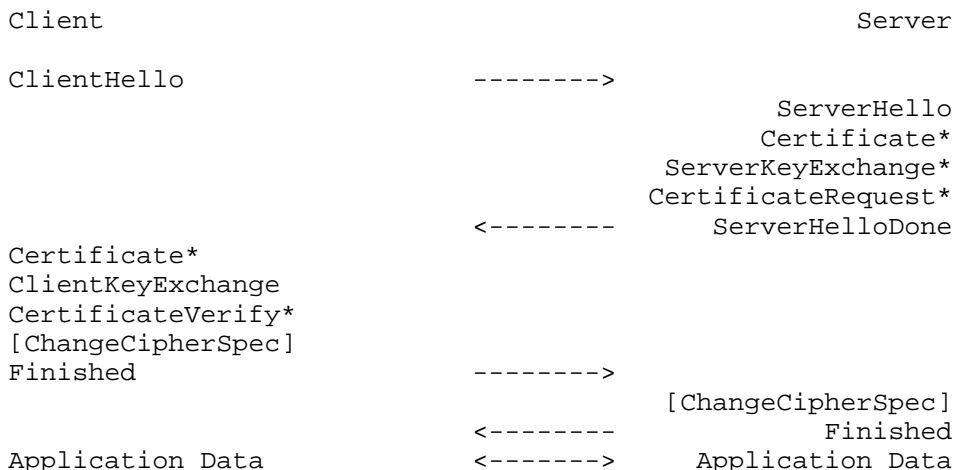 Client                                               Server

ClientHello                  -------->
                                                ServerHello
                                               Certificate*
                                         ServerKeyExchange*
                                        CertificateRequest*
                             <--------      ServerHelloDone
Certificate*
ClientKeyExchange
CertificateVerify*
[ChangeCipherSpec]
Finished                     -------->
                                         [ChangeCipherSpec]
                             <--------             Finished
Application Data             <------->     Application Data